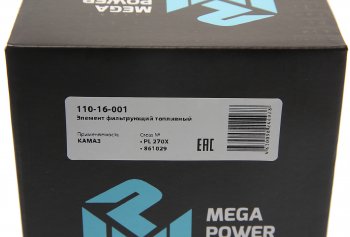 MEGA
POWER
110-16-001
Элемент фильтрующий топливный
Применяемость
Cross №
КАМАЗ
• PL 270X
• 861029
EAC
MEGA
POWER